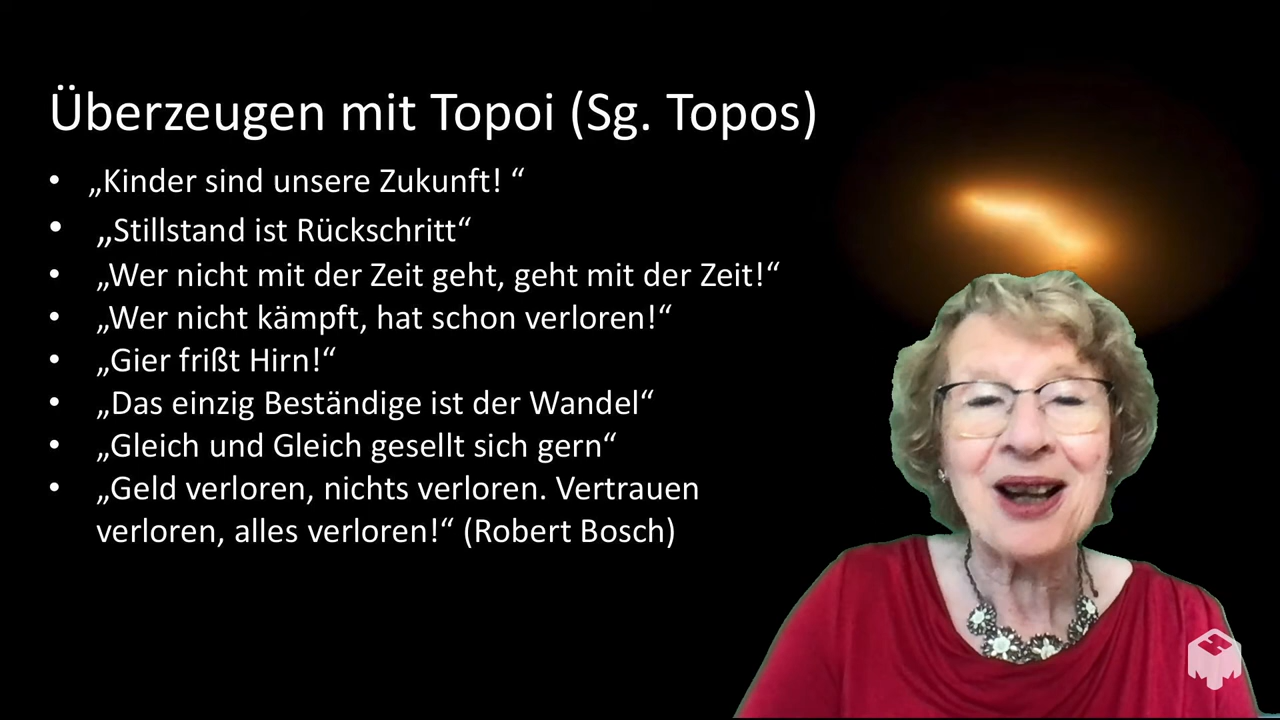 Überzeugen mit Topoi (Sg. Topos)
• „Kinder sind unsere Zukunft! “
• „Stillstand ist Rückschritt“
• „Wer nicht mit der Zeit geht, geht mit der Zeit!“
• „Wer nicht kämpft, hat schon verloren!“
• „Gier frißt Hirn!“
• „Das einzig Beständige ist der Wandel“
• „Gleich und Gleich gesellt sich gern“
• „Geld verloren, nichts verloren. Vertrauen
verloren, alles verloren!“ (Robert Bosch)